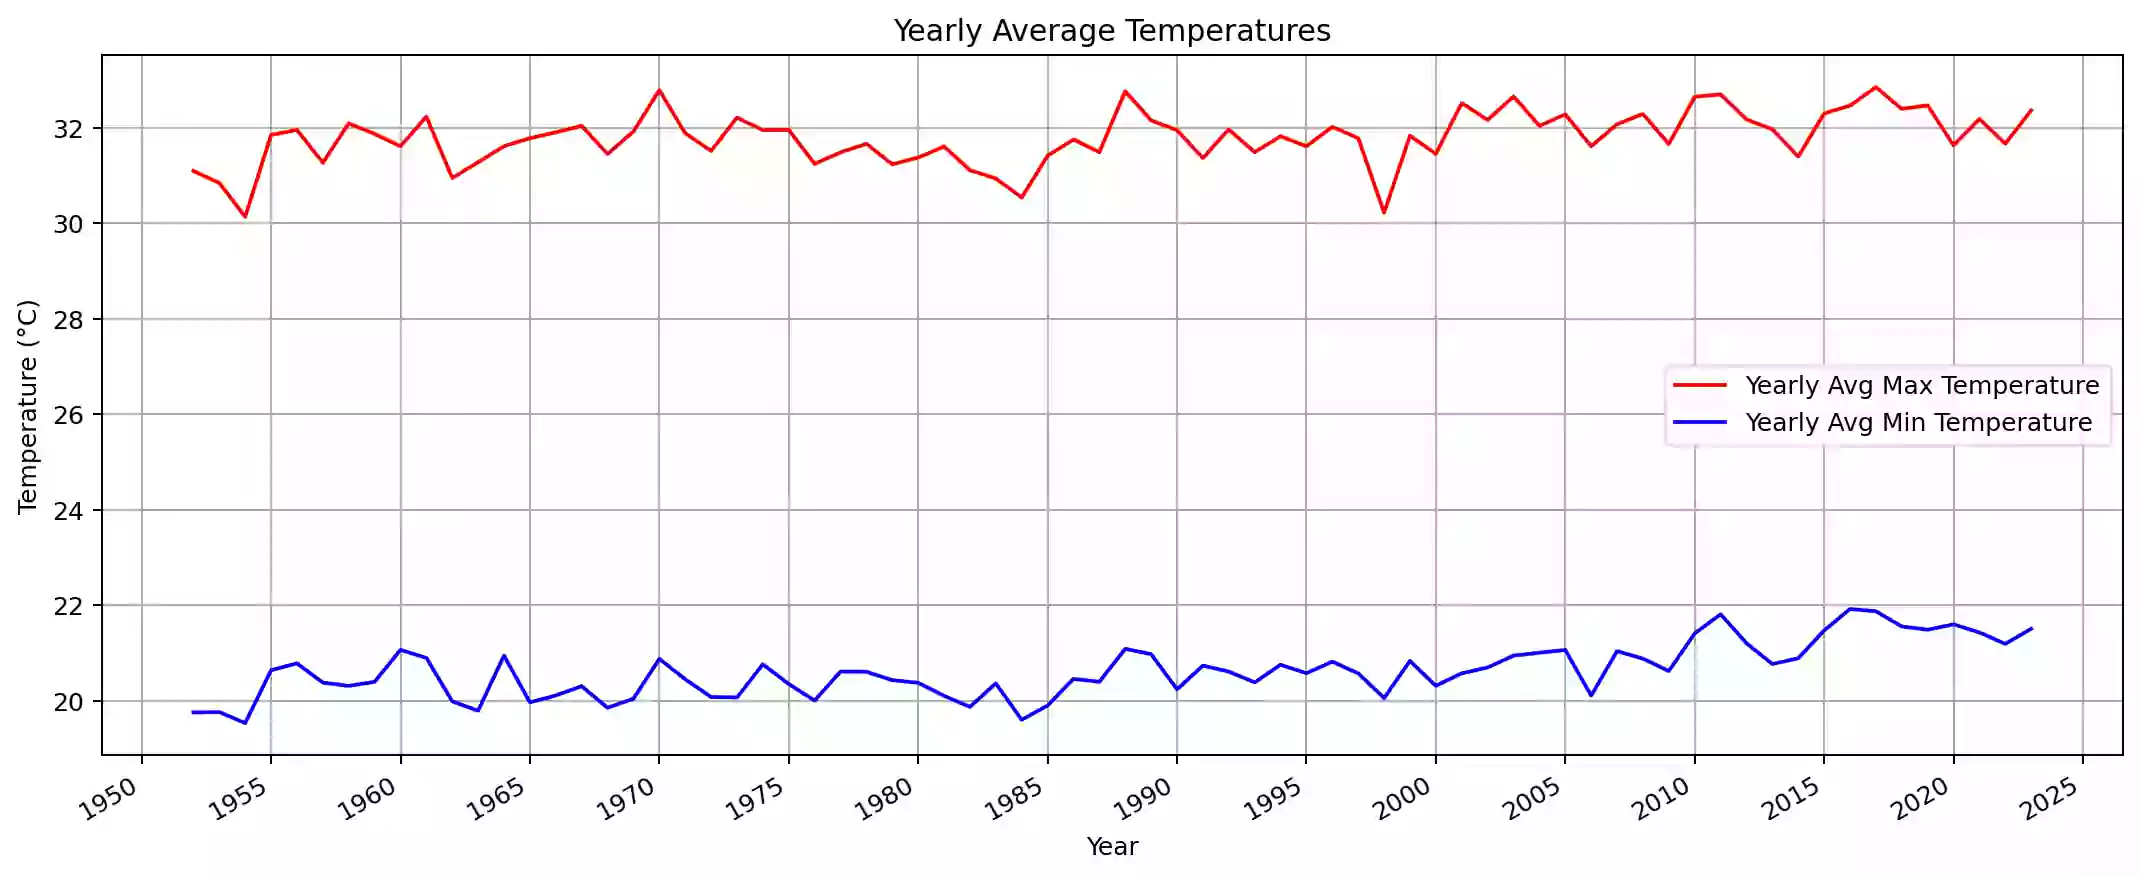 Yearly Average Temperatures
Temperature (°C)
32
30
28
26
24
22
20
Yearly Avg Max Temperature
Yearly Avg Min Temperature
1950 1955 1960 1965 1970 1975 1980 1985 1990 1995 2000 2005 2010 2015 2020 2025
Year